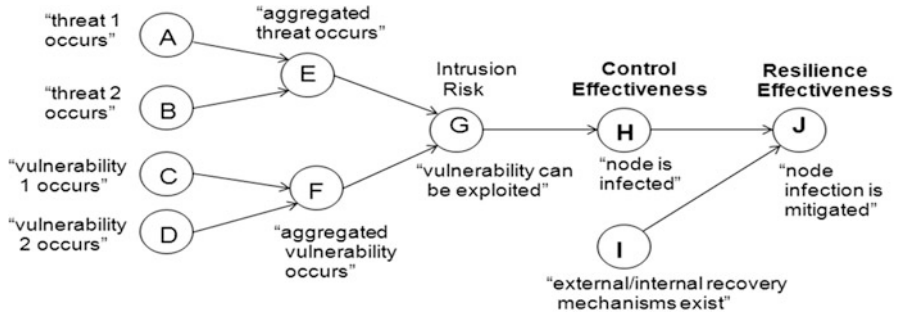 “threat 1
occurs”
A
“aggregated
threat occurs”
E
“threat 2
occurs”
B
Intrusion
Risk
G
“vulnerability can
be exploited”
Control
Effectiveness
H
“node is
infected”
Resilience
Effectiveness
J
“node
infection is
mitigated”
“vulnerability
1 occurs”
C
F
“vulnerability
2 occurs”
D
“aggregated
vulnerability
occurs”
I
“external/internal recovery
mechanisms exist”